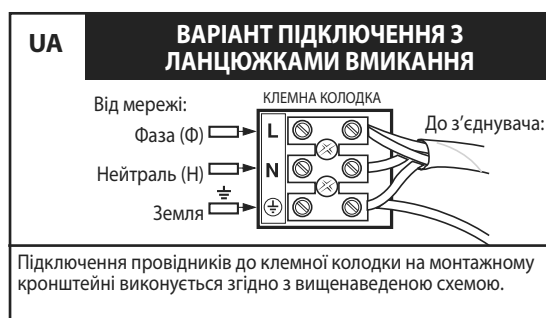 UA
ВАРІАНТ ПІДКЛЮЧЕННЯ З
ЛАНЦЮЖКАМИ ВМИКАННЯ
Від мережі:
КЛЕМНА КОЛОДКА
Фаза (Ф)
L
До з’єднувача:
Нейтраль (Н)
N
Земля
Підключення провідників до клемної колодки на монтажному
кронштейні виконується згідно з вищенаведеною схемою.